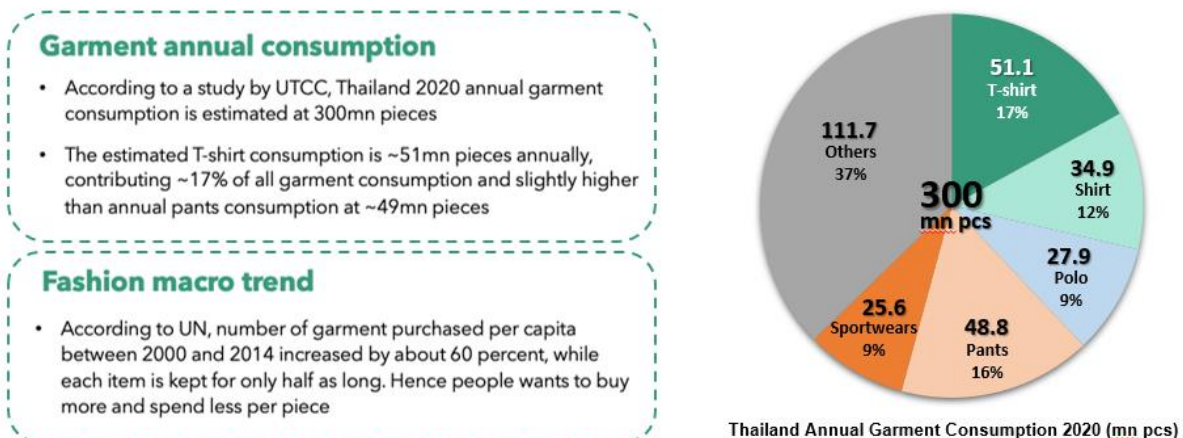 Garment annual consumption
• According to a study by UTCC, Thailand 2020 annual garment
consumption is estimated at 300mn pieces
• The estimated T-shirt consumption is ~51mn pieces annually,
contributing ~17% of all garment consumption and slightly higher
than annual pants consumption at ~49mn pieces
Fashion macro trend
• According to UN, number of garment purchased per capita
between 2000 and 2014 increased by about 60 percent, while
each item is kept for only half as long. Hence people wants to buy
more and spend less per piece
51.1
T-shirt
17%
34.9
Shirt
12%
27.9
Polo
9%
48.8
Pants
16%
25.6
Sportwears
9%
111.7
Others
37%
300
mn pcs
Thailand Annual Garment Consumption 2020 (mn pcs)